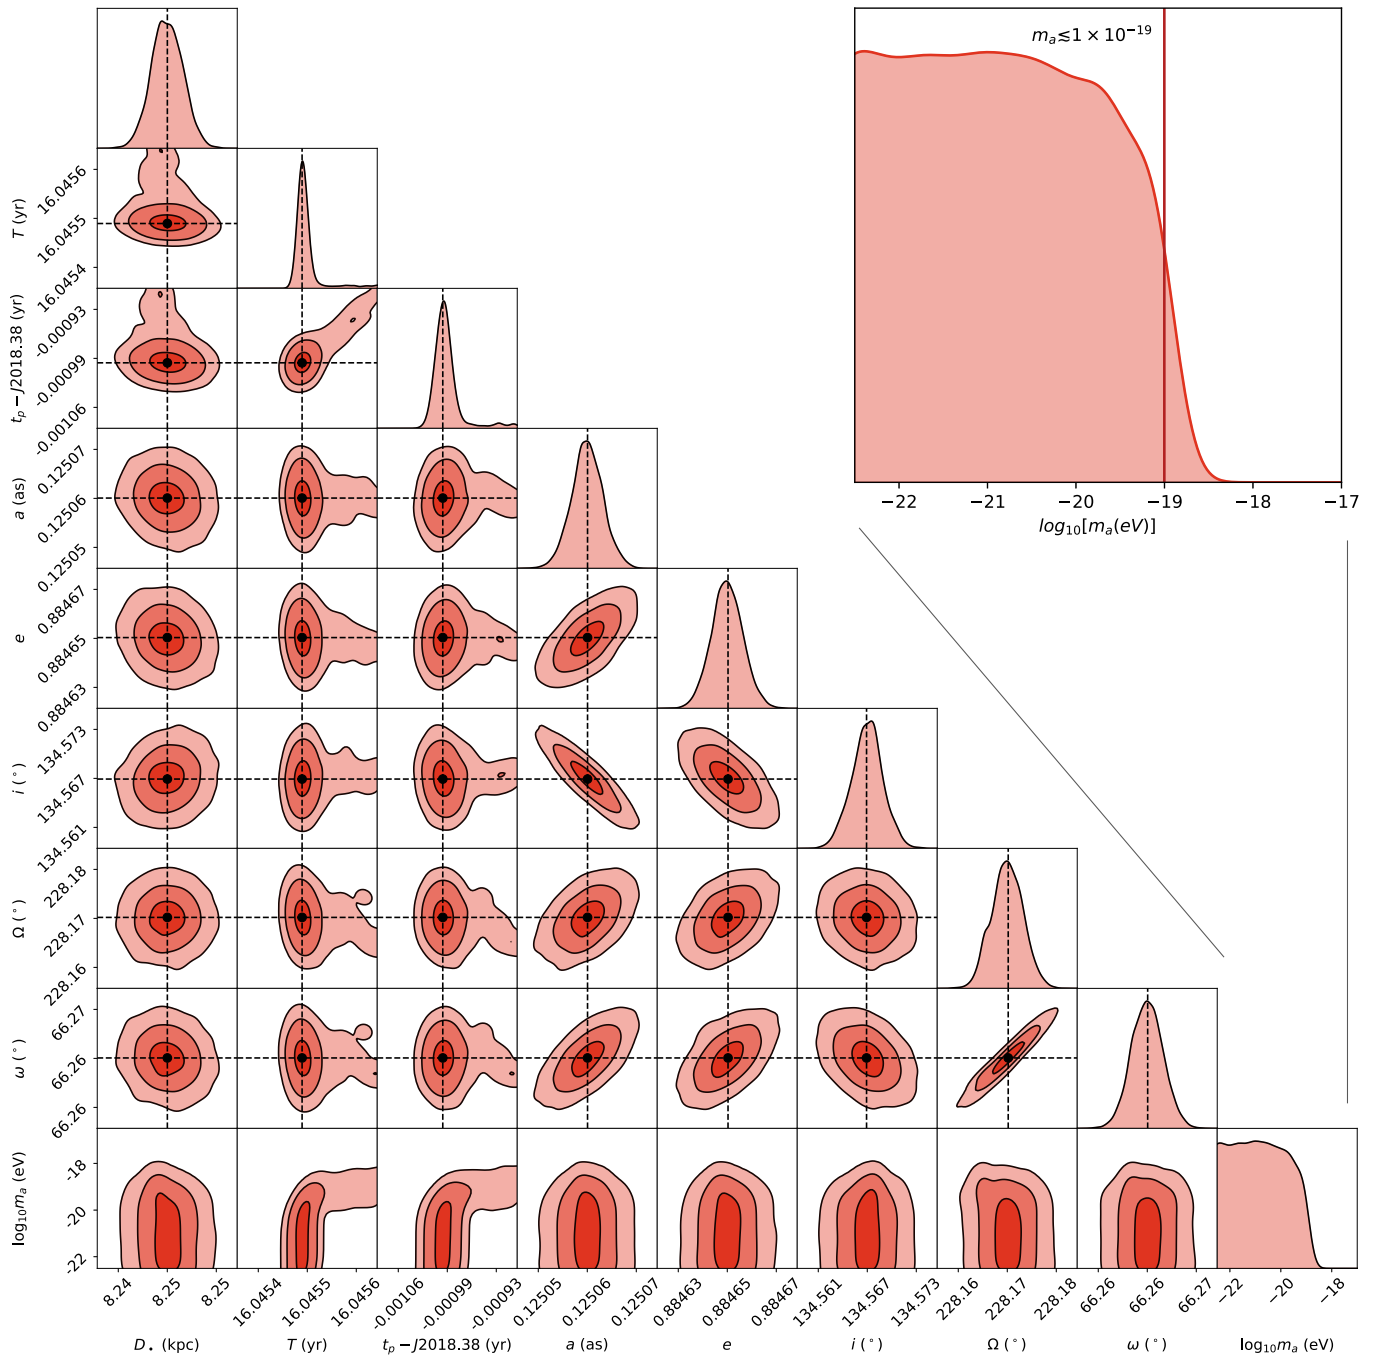 mₐ≲1 × 10⁻¹⁹
−22 −21 −20 −19 −18 −17
log₁₀[mₐ(eV)]
T (yr)
16.0456
16.0455
16.0454
tₚ − J2018.38 (yr)
-0.00093
-0.00099
-0.00106
a (as)
0.12507
0.12506
0.12505
e
0.88467
0.88465
0.88463
i (°)
134.573
134.567
134.561
Ω (°)
228.18
228.17
228.16
ω (°)
66.27
66.26
66.26
log₁₀mₐ (eV)
-18
-20
-22
8.24 8.25 8.25 16.0454 16.0455 16.0456 -0.00106 -0.00099 -0.00093 0.12505 0.12506 0.12507 0.88463 0.88465 0.88467 134.561 134.567 134.573 228.16 228.17 228.18 66.26 66.26 66.27 −22 −20 −18
D• (kpc) T (yr) tₚ − J2018.38 (yr) a (as) e i (°) Ω (°) ω (°) log₁₀mₐ (eV)